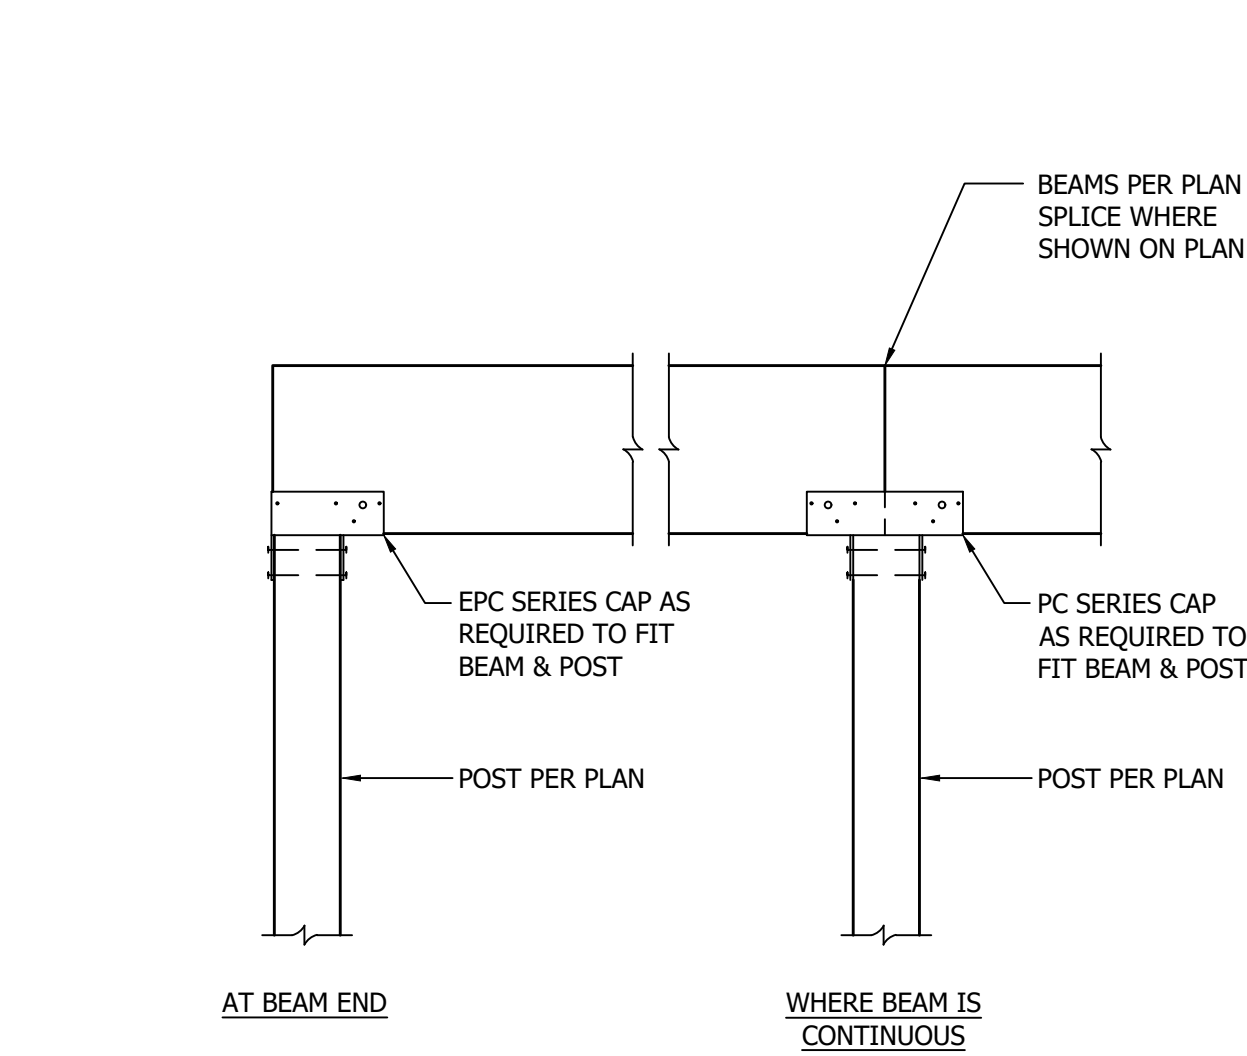 BEAMS PER PLAN
SPLICE WHERE
SHOWN ON PLAN
EPC SERIES CAP AS
REQUIRED TO FIT
BEAM & POST
PC SERIES CAP
AS REQUIRED TO
FIT BEAM & POST
POST PER PLAN
POST PER PLAN
AT BEAM END
WHERE BEAM IS
CONTINUOUS